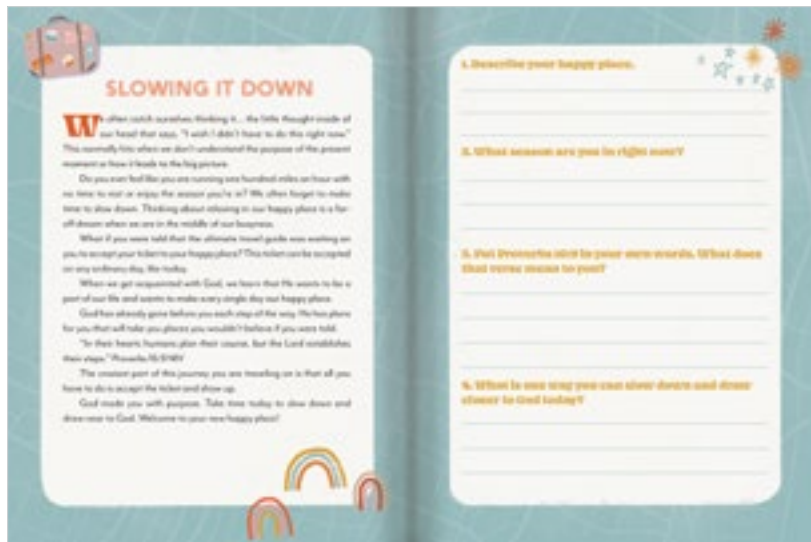 SLOWING IT DOWN
We often catch ourselves thinking it... the little thought inside of
our head that says, "I wish I didn't have to do this right now."
This normally hits when we don't understand the purpose of the present
moment or how it leads to the big picture.
Do you ever feel like you are running one hundred miles an hour with
no time to rest or enjoy the season you're in? We often forget to make
time to slow down. Thinking about relaxing in our happy place is a far-
off dream when we are in the middle of our busyness.
What if you were told that the ultimate travel guide was waiting on
you to accept your ticket to your happy place? This ticket can be accepted
on any ordinary day, like today.
When we get acquainted with God, we learn that He wants to be a
part of our life and wants to make every single day our happy place.
God has already gone before you each step of the way. He has plans
for you that will take you places you wouldn't believe if you were told.
"In their hearts humans plan their course, but the Lord establishes
their steps." Proverbs 16:9 NIV
The craziest part of this journey you are traveling on is that all you
have to do is accept the ticket and show up.
God made you with purpose. Take time today to slow down and
draw near to God. Welcome to your new happy place!
1. Describe your happy place.
2. What season are you in right now?
3. Put Proverbs 16:9 in your own words. What does
that verse mean to you?
4. What is one way you can slow down and draw
closer to God today?